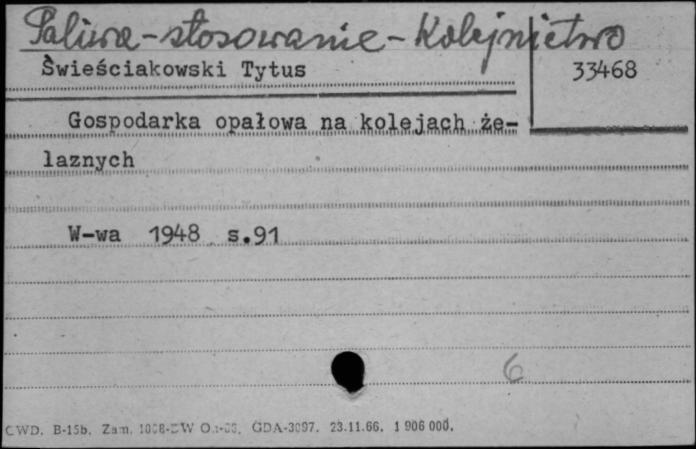 Paliwa - stosowanie - Kolejnictwo
Świeściakowski Tytus
33468
Gospodarka opałowa na kolejach że-
laznych
W-wa 1948 s.91
6
CWD. B-15b. Zam. GDA-3097. 23.11.66. 1 906 000.